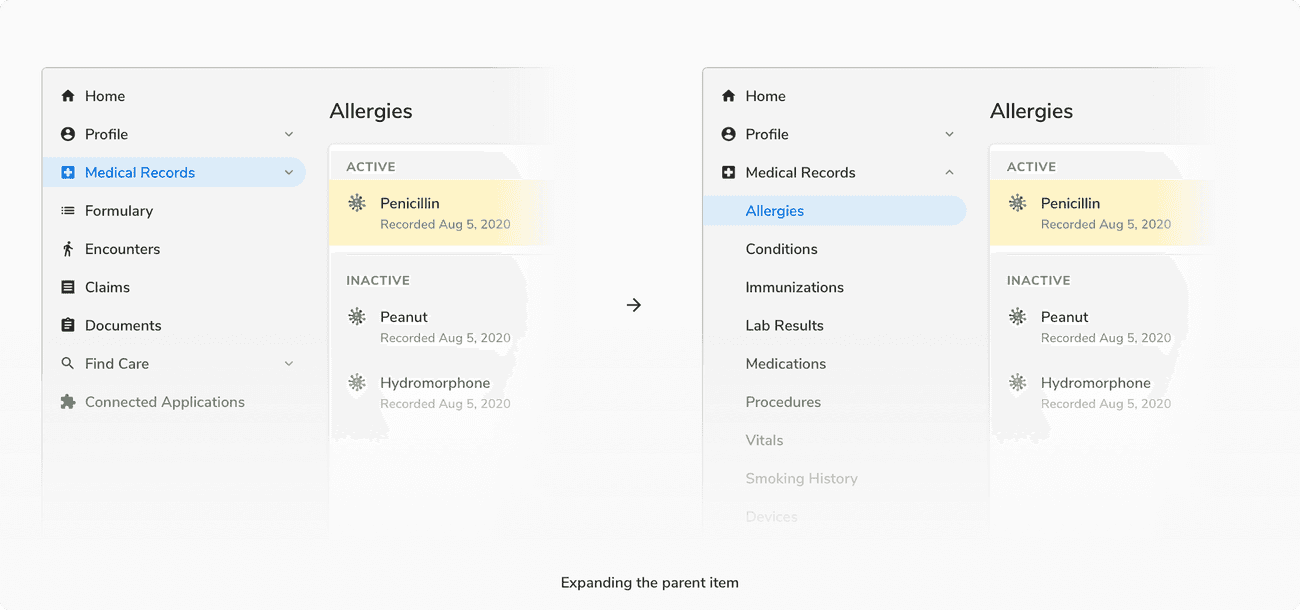 Home
Profile
Medical Records
Formulary
Encounters
Claims
Documents
Find Care
Connected Applications
Allergies
ACTIVE
Penicillin
Recorded Aug 5, 2020
INACTIVE
Peanut
Recorded Aug 5, 2020
Hydromorphone
Recorded Aug 5, 2020
Home
Profile
Medical Records
Allergies
Conditions
Immunizations
Lab Results
Medications
Procedures
Vitals
Smoking History
Devices
Allergies
ACTIVE
Penicillin
Recorded Aug 5, 2020
INACTIVE
Peanut
Recorded Aug 5, 2020
Hydromorphone
Recorded Aug 5, 2020
Expanding the parent item